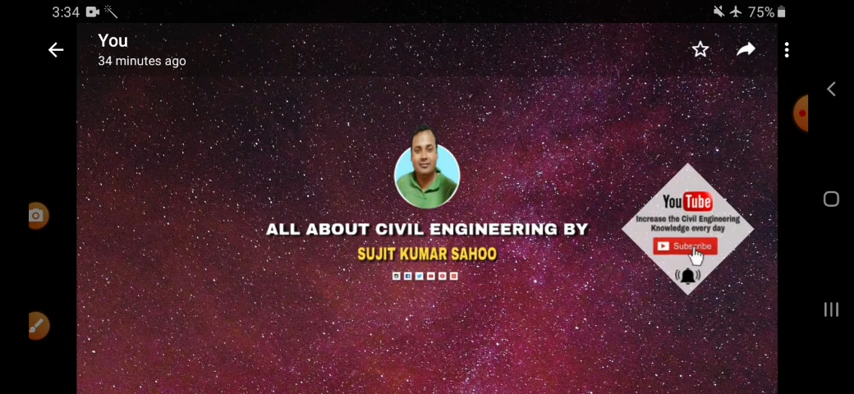 3:34
75%
You
34 minutes ago
ALL ABOUT CIVIL ENGINEERING BY
SUJIT KUMAR SAHOO
YouTube
Increase the Civil Engineering
Knowledge every day
Subscribe